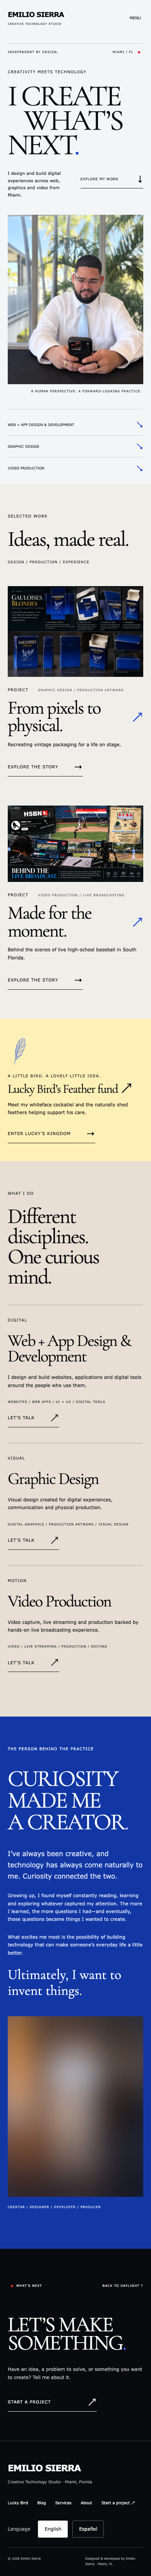 EMILIO SIERRA
CREATIVE TECHNOLOGY STUDIO
MENU
INDEPENDENT BY DESIGN.
MIAMI / FL
CREATIVITY MEETS TECHNOLOGY
I CREATE
WHAT'S
NEXT.
I design and build digital
experiences across web,
graphics and video from
Miami.
EXPLORE MY WORK ↓
A HUMAN PERSPECTIVE. A FORWARD-LOOKING PRACTICE.
WEB + APP DESIGN & DEVELOPMENT ↘
GRAPHIC DESIGN ↘
VIDEO PRODUCTION ↘
SELECTED WORK
Ideas, made real.
DESIGN / PRODUCTION / EXPERIENCE
GAULOISES
BLONDES
PROJECT
GRAPHIC DESIGN / PRODUCTION ARTWORK
From pixels to
physical. ↗
Recreating vintage packaging for a life on stage.
EXPLORE THE STORY →
HSBN
BEHIND THE
LIVE BROADCAST
PROJECT
VIDEO PRODUCTION / LIVE BROADCASTING
Made for the
moment. ↗
Behind the scenes of live high-school baseball in South
Florida.
EXPLORE THE STORY →
A LITTLE BIRD. A LOVELY LITTLE IDEA.
Lucky Bird's Feather fund ↗
Meet my whiteface cockatiel and the naturally shed
feathers helping support his care.
ENTER LUCKY'S KINGDOM →
WHAT I DO
Different
disciplines.
One curious
mind.
DIGITAL
Web + App Design &
Development
I design and build websites, applications and digital tools
around the people who use them.
WEBSITES / WEB APPS / UI + UX / DIGITAL TOOLS
LET'S TALK ↗
VISUAL
Graphic Design
Visual design created for digital experiences,
communication and physical production.
DIGITAL GRAPHICS / PRODUCTION ARTWORK / VISUAL DESIGN
LET'S TALK ↗
MOTION
Video Production
Video capture, live streaming and production backed by
hands-on live broadcasting experience.
VIDEO / LIVE STREAMING / PRODUCTION / EDITING
LET'S TALK ↗
THE PERSON BEHIND THE PRACTICE
CURIOSITY
MADE ME
A CREATOR.
I've always been creative, and
technology has always come naturally to
me. Curiosity connected the two.
Growing up, I found myself constantly reading, learning
and exploring whatever captured my attention. The more
I learned, the more questions I had—and eventually,
those questions became things I wanted to create.
What excites me most is the possibility of building
technology that can make someone's everyday life a little
better.
Ultimately, I want to
invent things.
CREATOR / DESIGNER / DEVELOPER / PRODUCER
WHAT'S NEXT
BACK TO DAYLIGHT ↑
LET'S MAKE
SOMETHING.
Have an idea, a problem to solve, or something you want
to create? Tell me about it.
START A PROJECT ↗
EMILIO SIERRA
Creative Technology Studio · Miami, Florida
Lucky Bird
Blog
Services
About
Start a project ↗
Language
English
Español
© 2026 Emilio Sierra
Designed & developed by Emilio
Sierra · Miami, FL